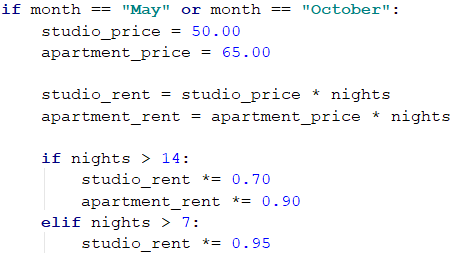 if month == "May" or month == "October":
    studio_price = 50.00
    apartment_price = 65.00

    studio_rent = studio_price * nights
    apartment_rent = apartment_price * nights

    if nights > 14:
        studio_rent *= 0.70
        apartment_rent *= 0.90
    elif nights > 7:
        studio_rent *= 0.95